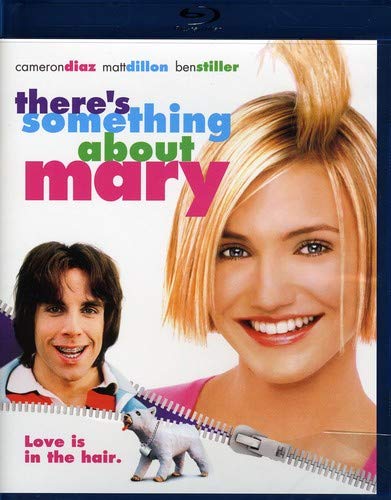 camerondiaz mattdillon benstiller
there's
something
about
mary
Love is
in the hair.